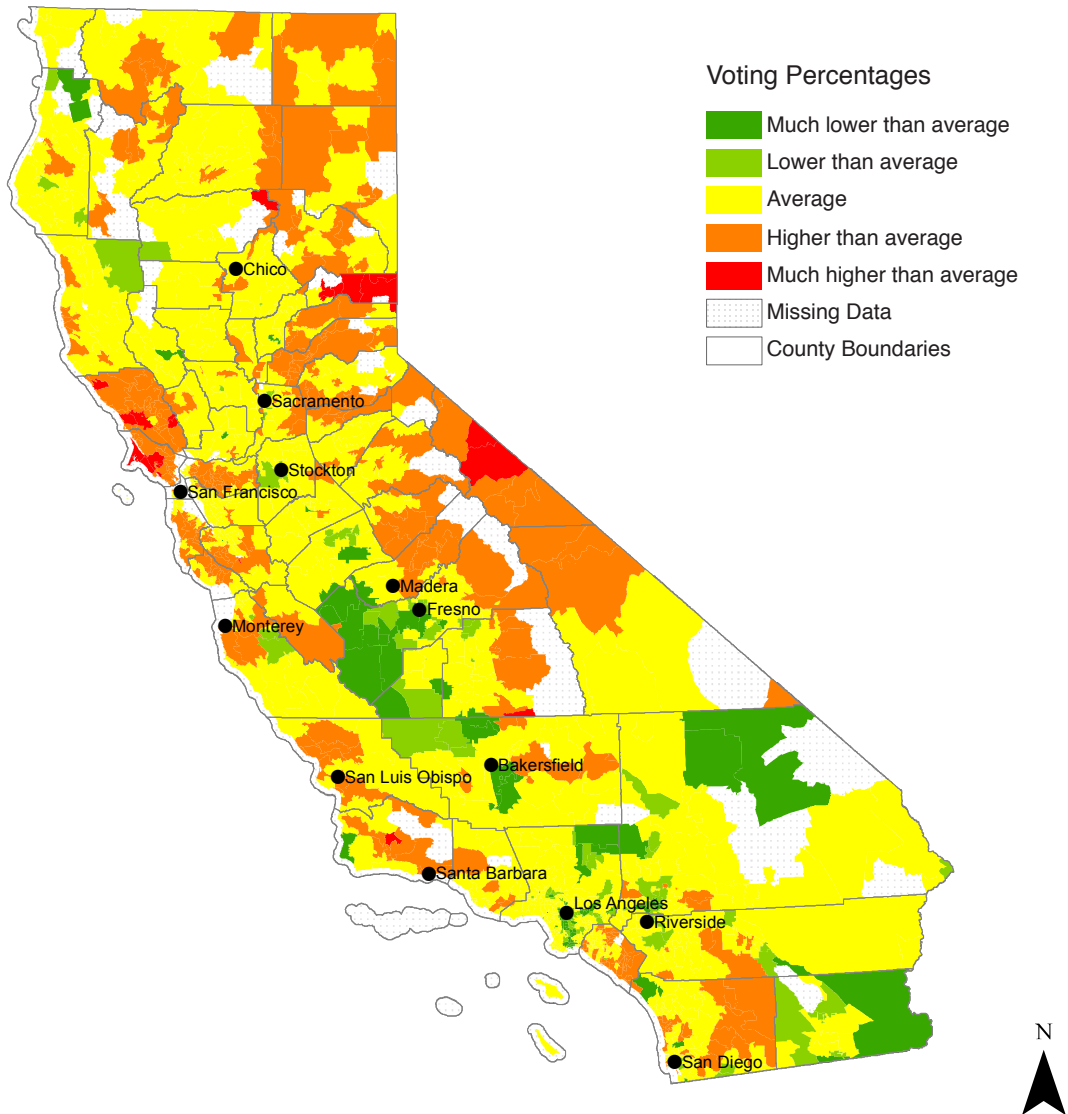 Voting Percentages
Much lower than average
Lower than average
Average
Higher than average
Much higher than average
Missing Data
County Boundaries
Chico
Sacramento
Stockton
San Francisco
Madera
Fresno
Monterey
Bakersfield
San Luis Obispo
Santa Barbara
Los Angeles
Riverside
San Diego
N